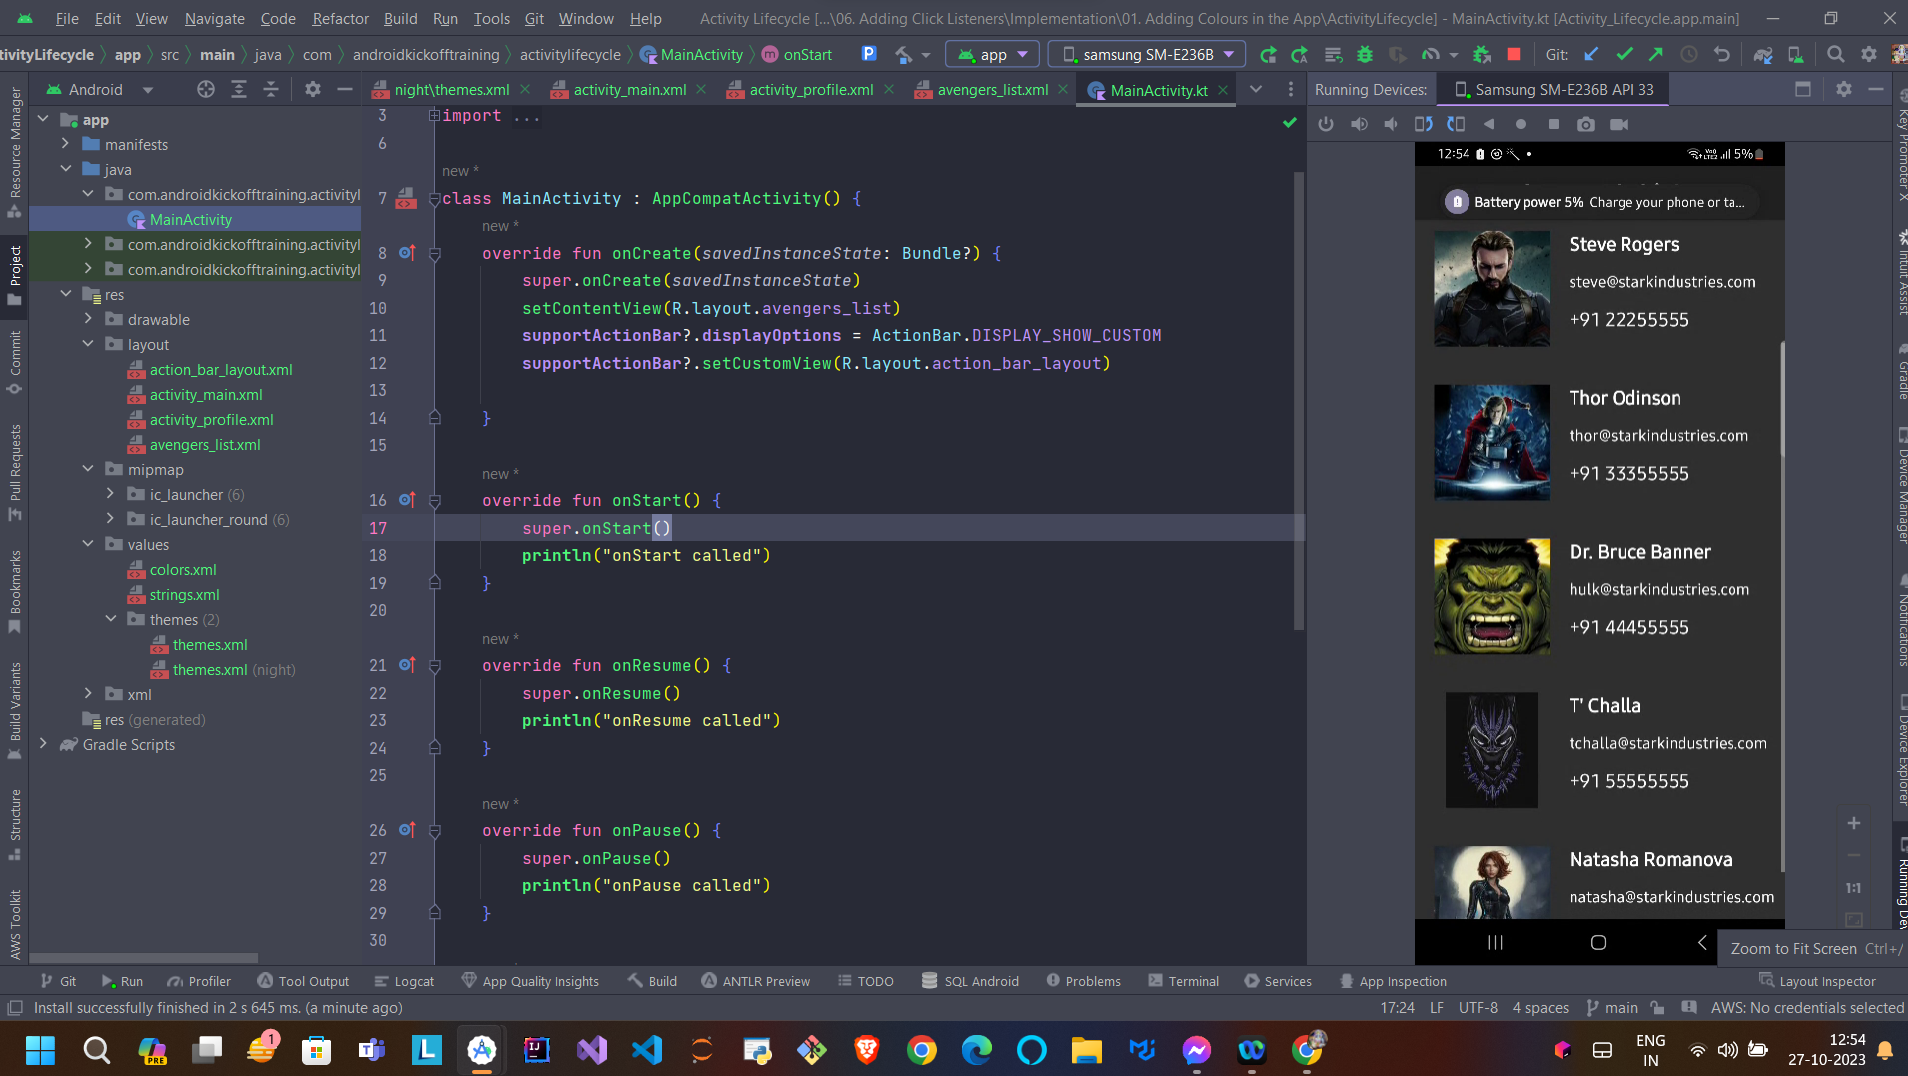 File Edit View Navigate Code Refactor Build Run Tools Git Window Help Activity Lifecycle [...\06. Adding Click Listeners\Implementation\01. Adding Colours in the App\ActivityLifecycle] - MainActivity.kt [Activity_Lifecycle.app.main]
tivityLifecycle app src main java com androidkickofftraining activitylifecycle MainActivity onStart app samsung SM-E236B Git:
Android night\themes.xml activity_main.xml activity_profile.xml avengers_list.xml MainActivity.kt Running Devices: Samsung SM-E236B API 33
Resource Manager
Project
Commit
Pull Requests
Bookmarks
Build Variants
Structure
AWS Toolkit
app
manifests
java
com.androidkickofftraining.activityl
MainActivity
com.androidkickofftraining.activityl
com.androidkickofftraining.activityl
res
drawable
layout
action_bar_layout.xml
activity_main.xml
activity_profile.xml
avengers_list.xml
mipmap
ic_launcher (6)
ic_launcher_round (6)
values
colors.xml
strings.xml
themes (2)
themes.xml
themes.xml (night)
xml
res (generated)
Gradle Scripts
3 import ...
6
new *
7 class MainActivity : AppCompatActivity() {
new *
8 override fun onCreate(savedInstanceState: Bundle?) {
9 super.onCreate(savedInstanceState)
10 setContentView(R.layout.avengers_list)
11 supportActionBar?.displayOptions = ActionBar.DISPLAY_SHOW_CUSTOM
12 supportActionBar?.setCustomView(R.layout.action_bar_layout)
13
14 }
15
new *
16 override fun onStart() {
17 super.onStart()
18 println("onStart called")
19 }
20
new *
21 override fun onResume() {
22 super.onResume()
23 println("onResume called")
24 }
25
new *
26 override fun onPause() {
27 super.onPause()
28 println("onPause called")
29 }
30
12:54 5%
Battery power 5% Charge your phone or ta...
Steve Rogers
steve@starkindustries.com
+91 22255555
Thor Odinson
thor@starkindustries.com
+91 33355555
Dr. Bruce Banner
hulk@starkindustries.com
+91 44455555
T' Challa
tchalla@starkindustries.com
+91 55555555
Natasha Romanova
natasha@starkindustries.com
1:1
Zoom to Fit Screen Ctrl+/
Key Promoter X
Intuit Assist
Gradle
Device Manager
Notifications
Device Explorer
Running De
Git Run Profiler Tool Output Logcat App Quality Insights Build ANTLR Preview TODO SQL Android Problems Terminal Services App Inspection Layout Inspector
Install successfully finished in 2 s 645 ms. (a minute ago) 17:24 LF UTF-8 4 spaces main AWS: No credentials selected
PRE
1
ENG
IN
12:54
27-10-2023